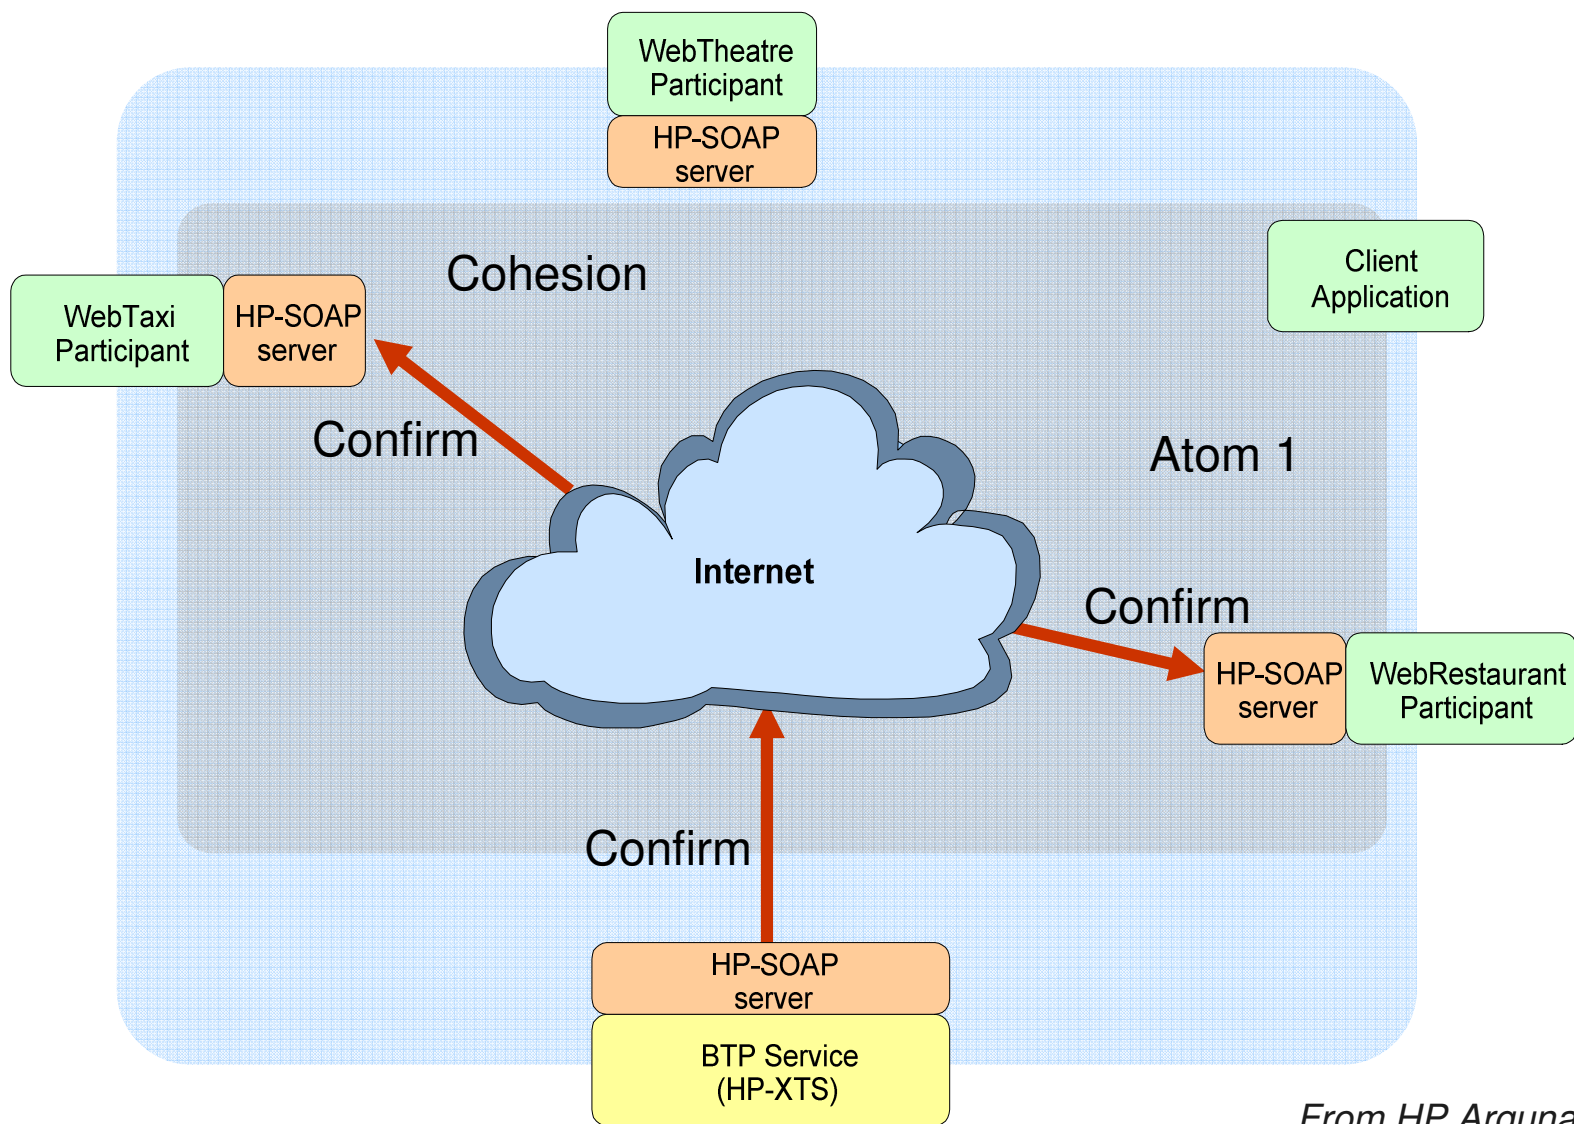 WebTheatre
Participant
HP-SOAP
server
Cohesion
Client
Application
WebTaxi
Participant
HP-SOAP
server
Confirm
Atom 1
Internet
Confirm
HP-SOAP
server
WebRestaurant
Participant
Confirm
HP-SOAP
server
BTP Service
(HP-XTS)
From HP Arjuna